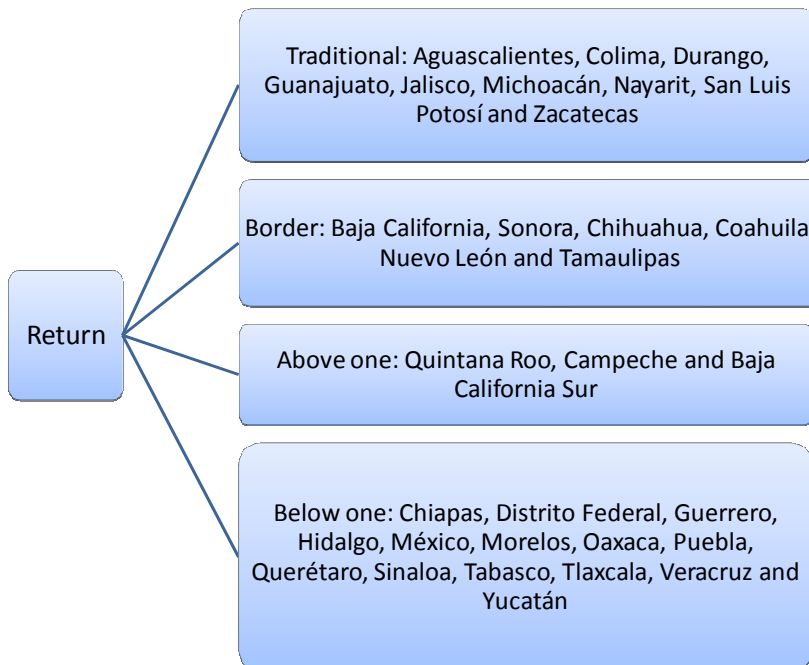 Traditional: Aguascalientes, Colima, Durango,
Guanajuato, Jalisco, Michoacán, Nayarit, San Luis
Potosí and Zacatecas
Border: Baja California, Sonora, Chihuahua, Coahuila
Nuevo León and Tamaulipas
Return
Above one: Quintana Roo, Campeche and Baja
California Sur
Below one: Chiapas, Distrito Federal, Guerrero,
Hidalgo, México, Morelos, Oaxaca, Puebla,
Querétaro, Sinaloa, Tabasco, Tlaxcala, Veracruz and
Yucatán